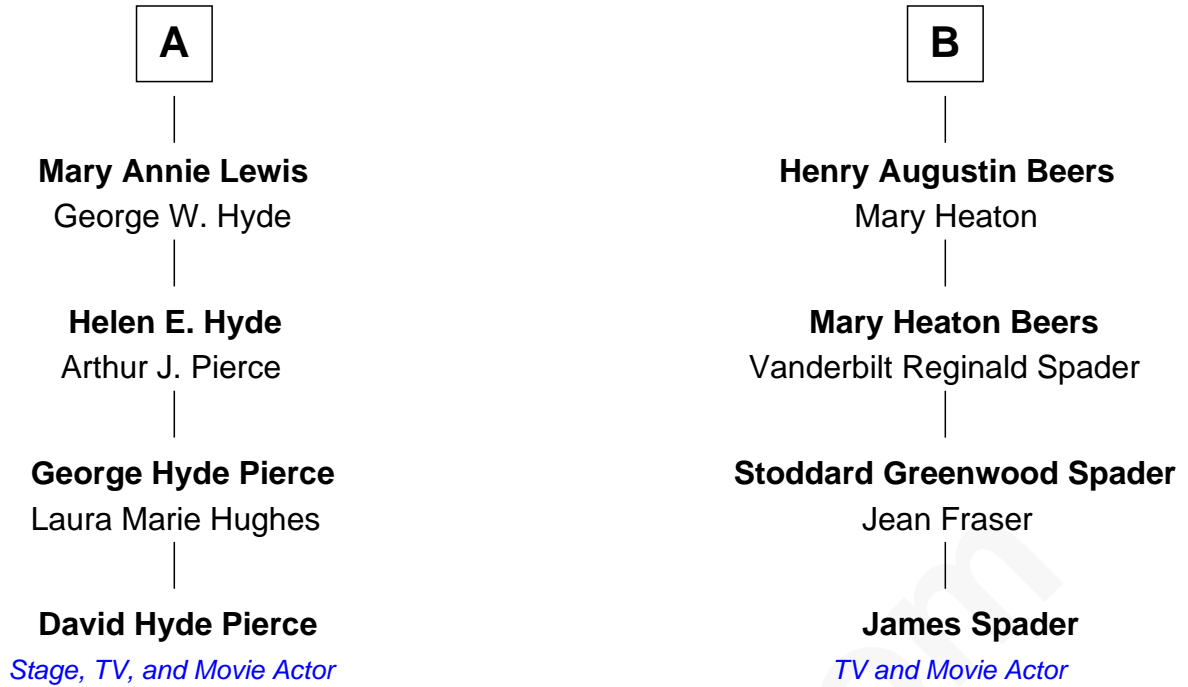 A
Mary Annie Lewis
George W. Hyde
Helen E. Hyde
Arthur J. Pierce
George Hyde Pierce
Laura Marie Hughes
David Hyde Pierce
Stage, TV, and Movie Actor
B
Henry Augustin Beers
Mary Heaton
Mary Heaton Beers
Vanderbilt Reginald Spader
Stoddard Greenwood Spader
Jean Fraser
James Spader
TV and Movie Actor
om